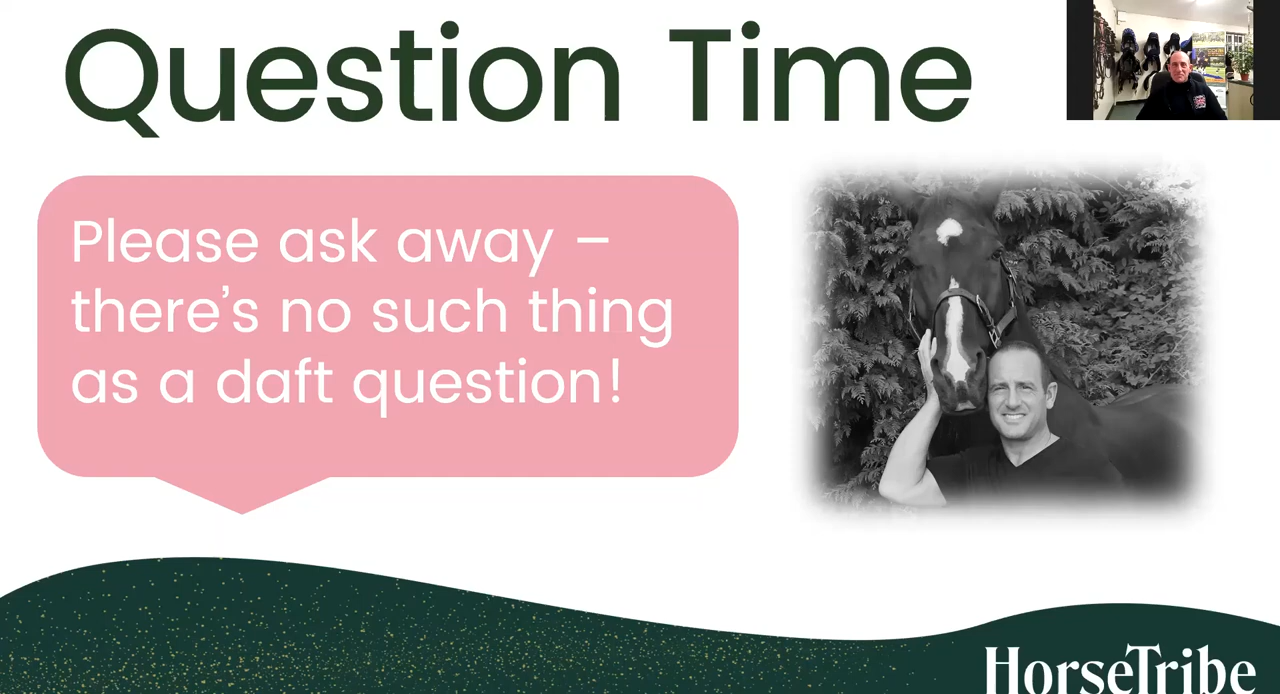 Question Time
Please ask away –
there’s no such thing
as a daft question!
HorseTribe